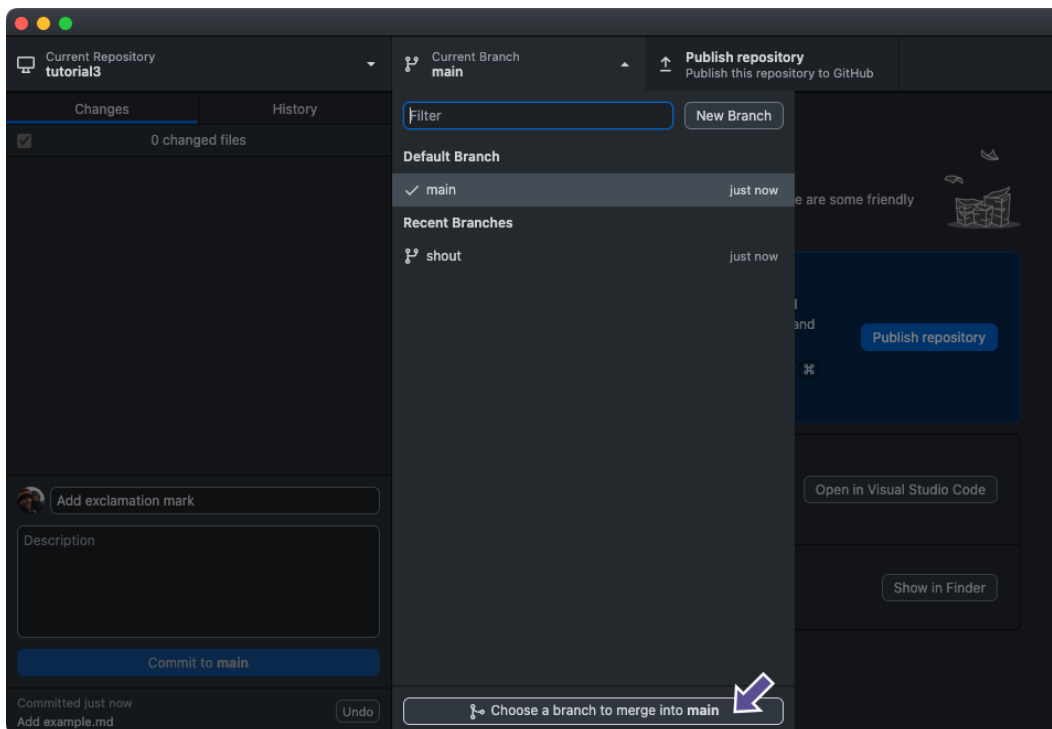 Current Repository
tutorial3
Current Branch
main
Publish repository
Publish this repository to GitHub
Changes
History
0 changed files
Filter
New Branch
Default Branch
main
just now
Recent Branches
shout
just now
e are some friendly
and
Publish repository
⌘
Open in Visual Studio Code
Show in Finder
Add exclamation mark
Description
Commit to main
Committed just now
Add example.md
Undo
Choose a branch to merge into main